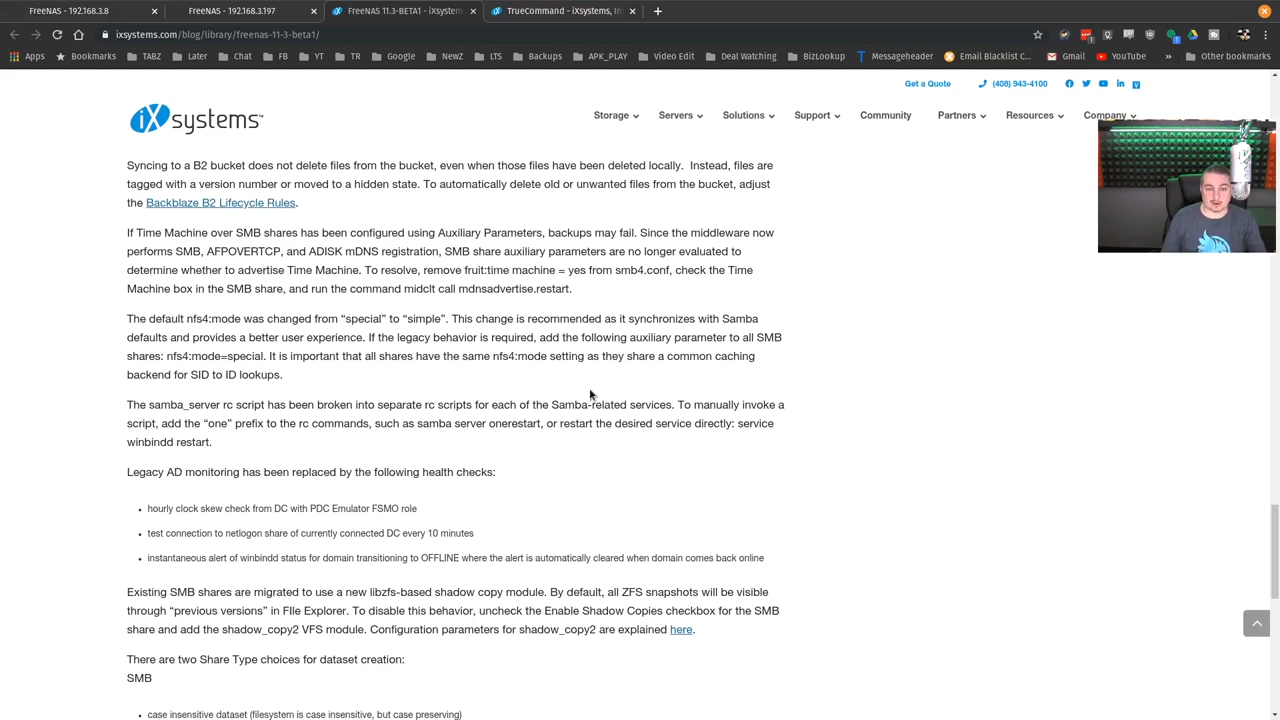 FreeNAS - 192.168.3.8
FreeNAS - 192.168.3.197
FreeNAS 11.3-BETA1 - iXsystem
TrueCommand - iXsystems, In
ixsystems.com/blog/library/freenas-11-3-beta1/
Apps
Bookmarks
TABZ
Later
Chat
FB
YT
TR
Google
NewZ
LTS
Backups
APK_PLAY
Video Edit
Deal Watching
BizLookup
Messageheader
Email Blacklist C...
Gmail
YouTube
»
Other bookmarks
Get a Quote
(408) 943-4100
iXsystems™
Storage
Servers
Solutions
Support
Community
Partners
Resources
Company
Syncing to a B2 bucket does not delete files from the bucket, even when those files have been deleted locally.  Instead, files are
tagged with a version number or moved to a hidden state. To automatically delete old or unwanted files from the bucket, adjust
the Backblaze B2 Lifecycle Rules.
If Time Machine over SMB shares has been configured using Auxiliary Parameters, backups may fail. Since the middleware now
performs SMB, AFPOVERTCP, and ADISK mDNS registration, SMB share auxiliary parameters are no longer evaluated to
determine whether to advertise Time Machine. To resolve, remove fruit:time machine = yes from smb4.conf, check the Time
Machine box in the SMB share, and run the command midclt call mdnsadvertise.restart.
The default nfs4:mode was changed from “special” to “simple”. This change is recommended as it synchronizes with Samba
defaults and provides a better user experience. If the legacy behavior is required, add the following auxiliary parameter to all SMB
shares: nfs4:mode=special. It is important that all shares have the same nfs4:mode setting as they share a common caching
backend for SID to ID lookups.
The samba_server rc script has been broken into separate rc scripts for each of the Samba-related services. To manually invoke a
script, add the “one” prefix to the rc commands, such as samba server onerestart, or restart the desired service directly: service
winbindd restart.
Legacy AD monitoring has been replaced by the following health checks:
• hourly clock skew check from DC with PDC Emulator FSMO role
• test connection to netlogon share of currently connected DC every 10 minutes
• instantaneous alert of winbindd status for domain transitioning to OFFLINE where the alert is automatically cleared when domain comes back online
Existing SMB shares are migrated to use a new libzfs-based shadow copy module. By default, all ZFS snapshots will be visible
through “previous versions” in FIle Explorer. To disable this behavior, uncheck the Enable Shadow Copies checkbox for the SMB
share and add the shadow_copy2 VFS module. Configuration parameters for shadow_copy2 are explained here.
There are two Share Type choices for dataset creation:
SMB
• case insensitive dataset (filesystem is case insensitive, but case preserving)